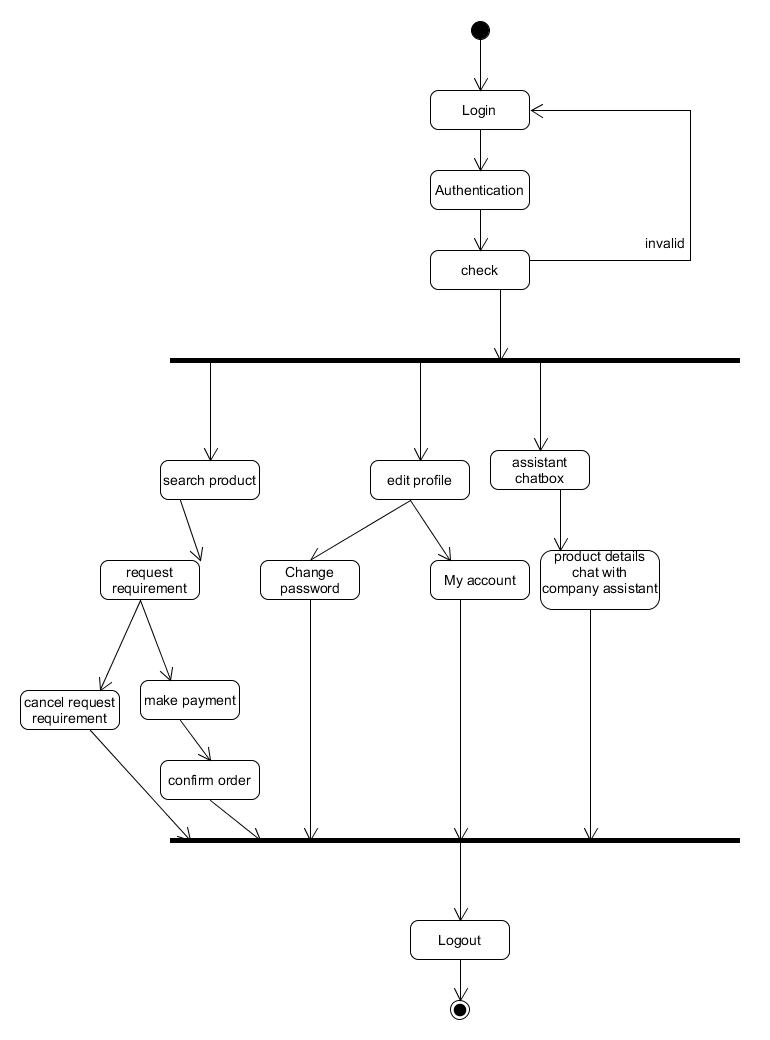 Login
Authentication
invalid
check
search product
edit profile
assistant
chatbox
request
requirement
Change
password
My account
product details
chat with
company assistant
cancel request
requirement
make payment
confirm order
Logout